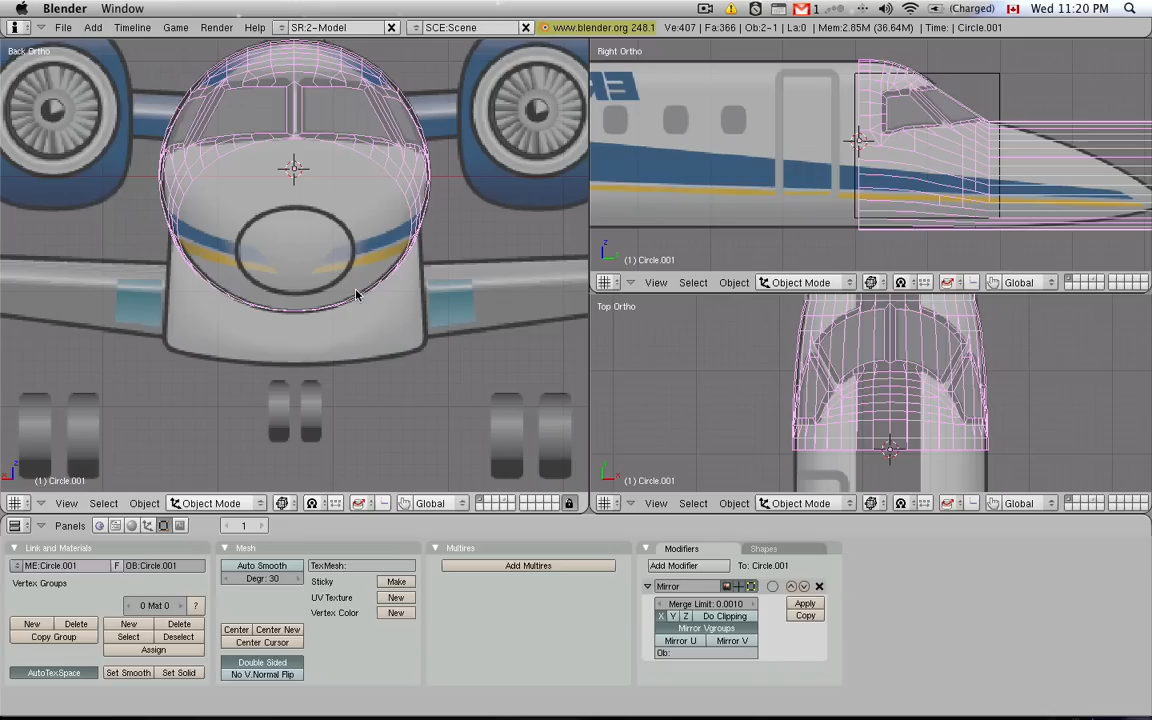 Blender Window 1 (Charged) Wed 11:20 PM
File Add Timeline Game Render Help SR:2-Model SCE:Scene www.blender.org 248.1 Ve:407 | Fa:366 | Ob:2-1 | La:0 | Mem:2.85M (36.64M) | Time: | Circle.001
Back Ortho
Right Ortho
z
y
(1) Circle.001
View Select Object Object Mode Global
Top Ortho
z
x
(1) Circle.001
y
x
(1) Circle.001
View Select Object Object Mode Global
View Select Object Object Mode Global
Panels 1
Link and Materials
ME:Circle.001 F OB:Circle.001
Vertex Groups
0 Mat 0 ?
New Delete New Delete
Copy Group Select Deselect
Assign
AutoTexSpace Set Smooth Set Solid
Mesh
Auto Smooth TexMesh:
Degr: 30 Sticky Make
UV Texture New
Vertex Color New
Center Center New
Center Cursor
Double Sided
No V.Normal Flip
Multires
Add Multires
Modifiers Shapes
Add Modifier To: Circle.001
Mirror
Merge Limit: 0.0010 Apply
X Y Z Do Clipping Copy
Mirror Vgroups
Mirror U Mirror V
Ob: